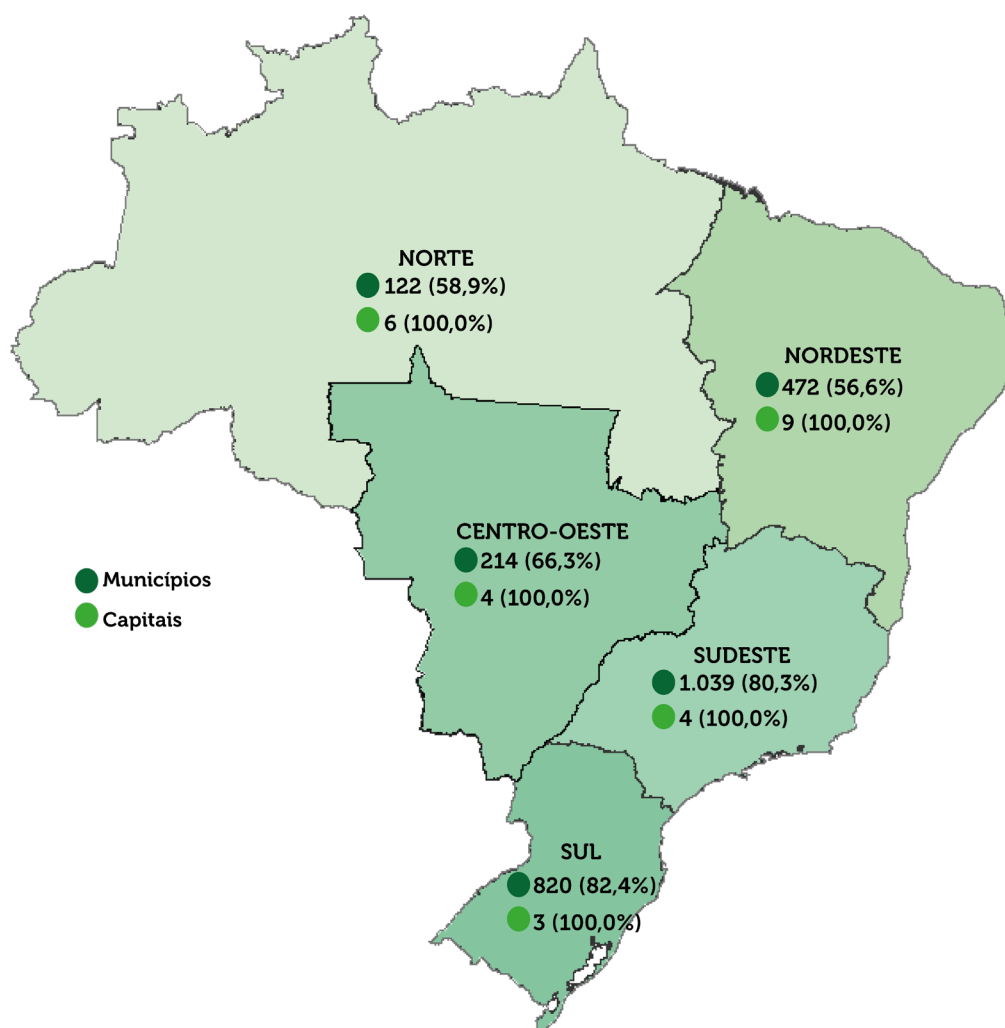 NORTE
122 (58,9%)
6 (100,0%)
NORDESTE
472 (56,6%)
9 (100,0%)
CENTRO-OESTE
214 (66,3%)
4 (100,0%)
Municípios
Capitais
SUDESTE
1.039 (80,3%)
4 (100,0%)
SUL
820 (82,4%)
3 (100,0%)